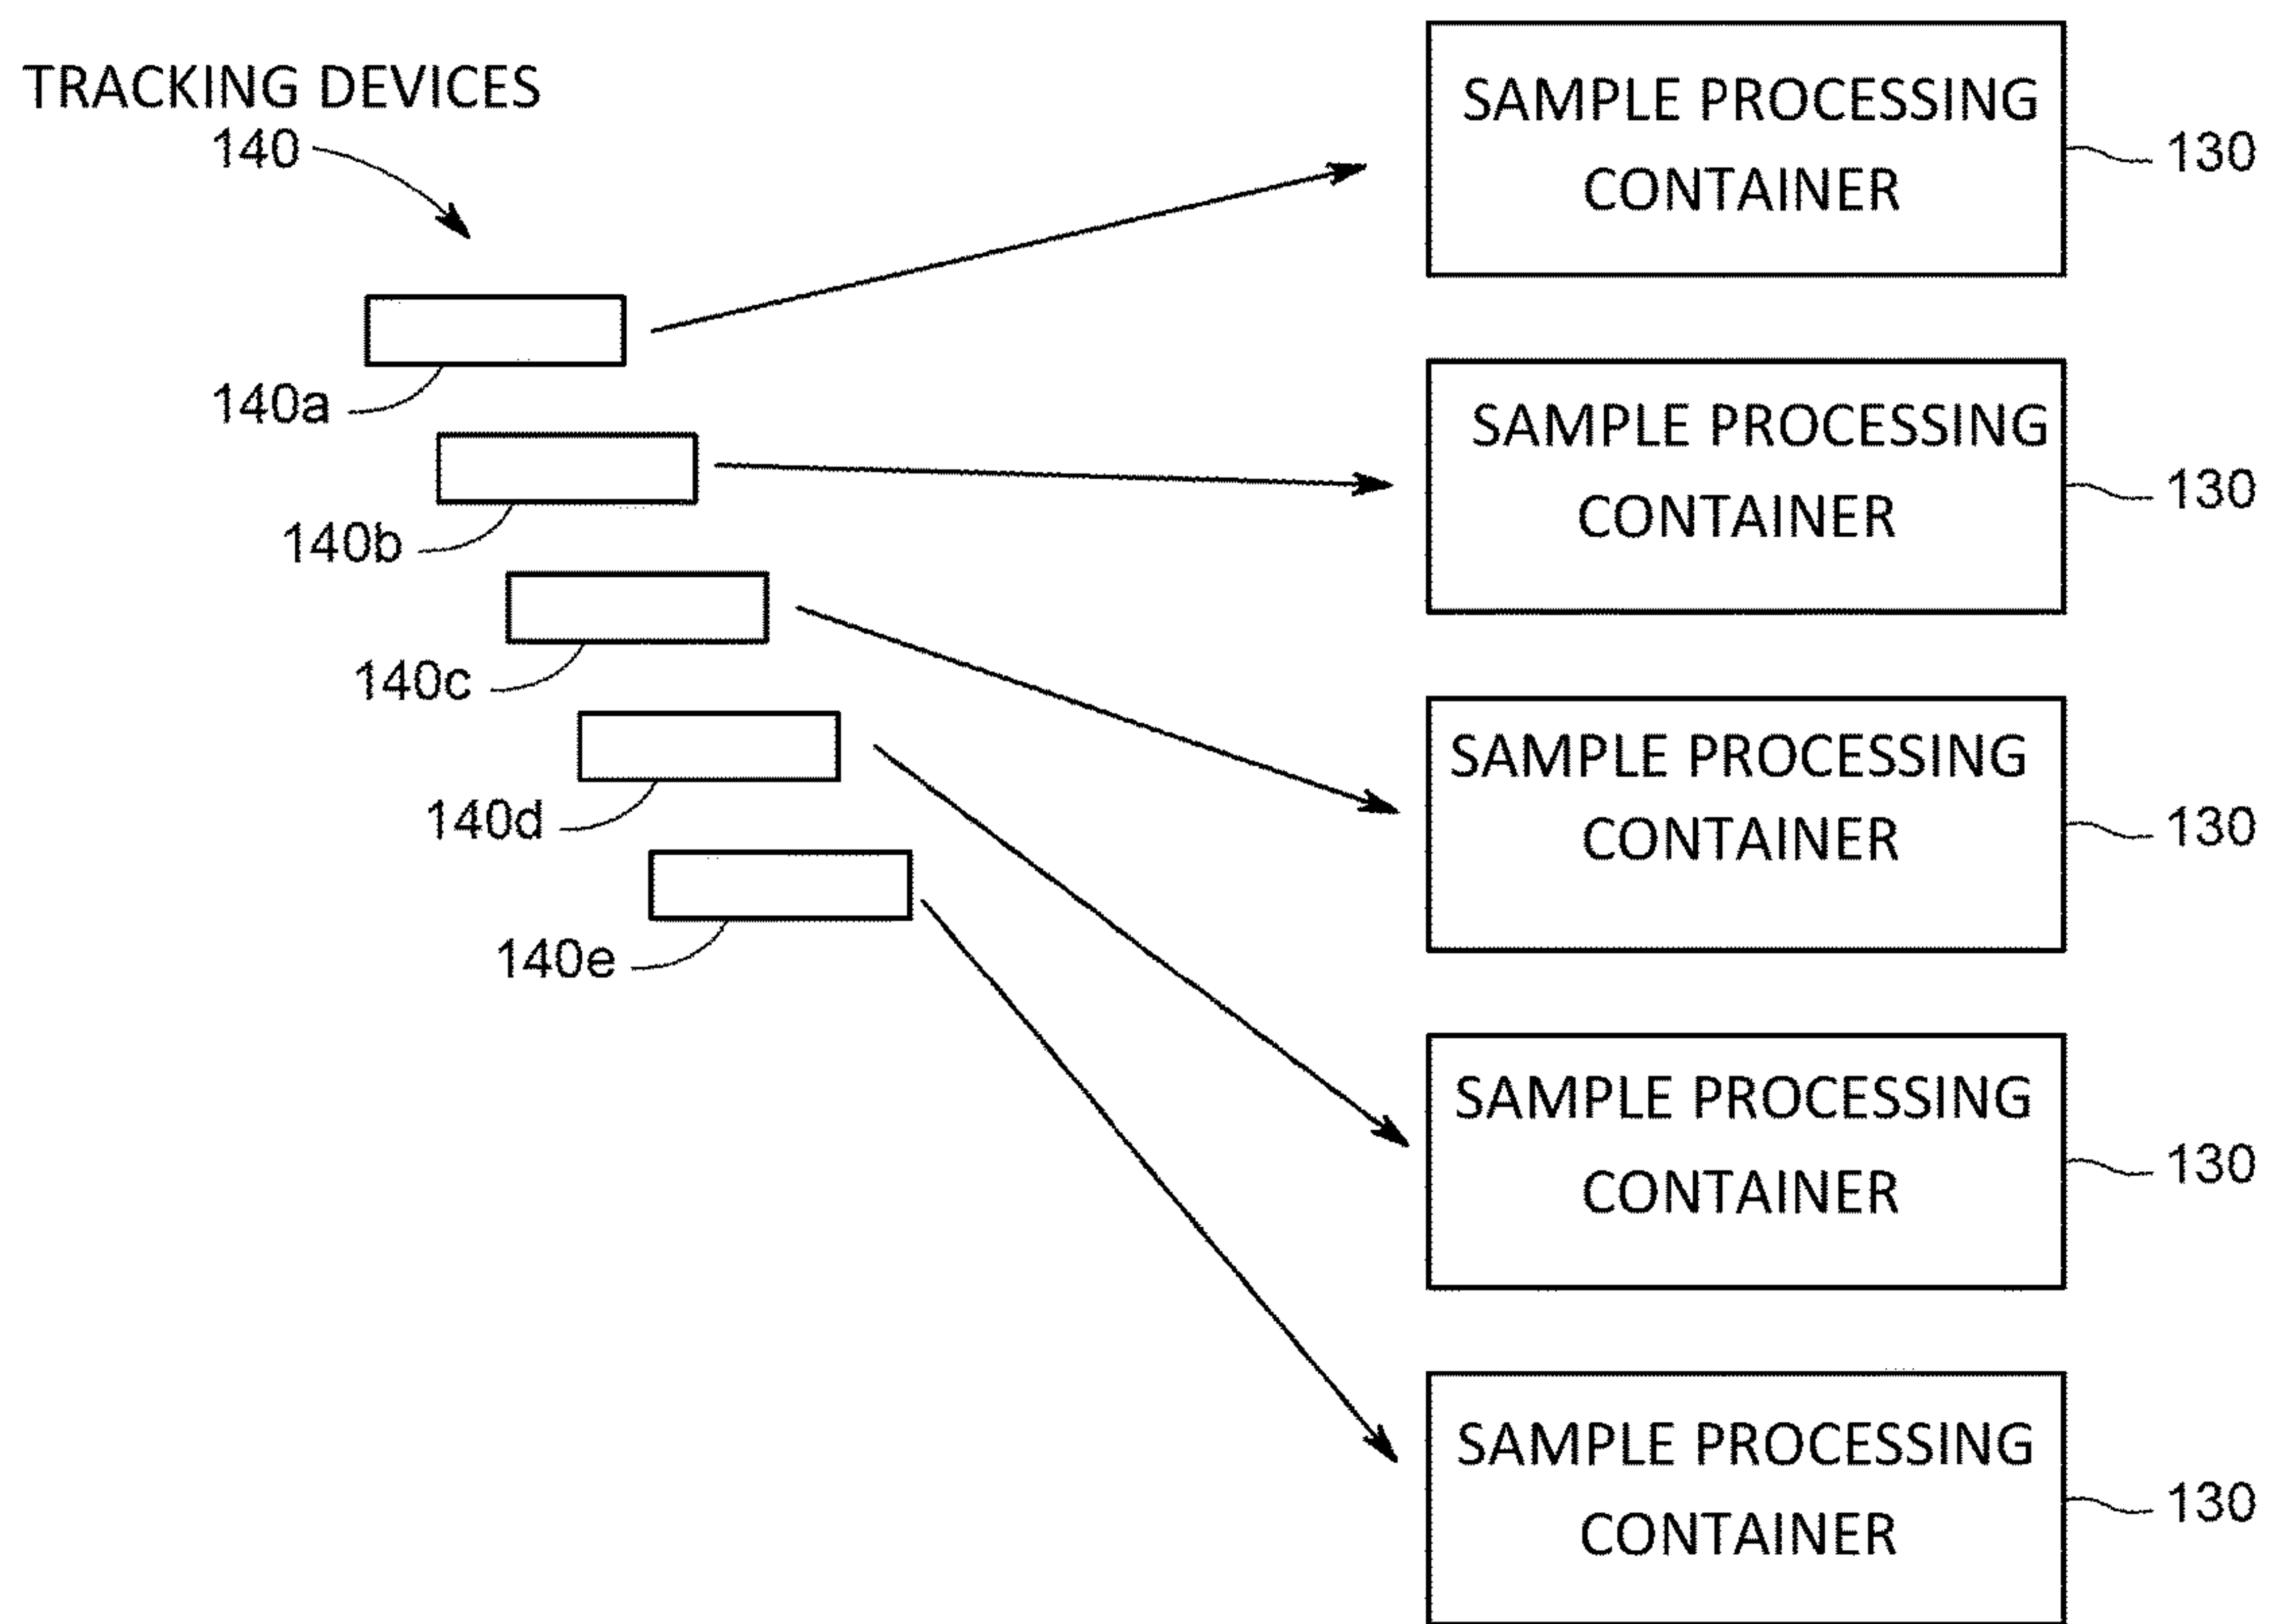 TRACKING DEVICES
140
140a
140b
140c
140d
140e
SAMPLE PROCESSING
CONTAINER
130
SAMPLE PROCESSING
CONTAINER
130
SAMPLE PROCESSING
CONTAINER
130
SAMPLE PROCESSING
CONTAINER
130
SAMPLE PROCESSING
CONTAINER
130